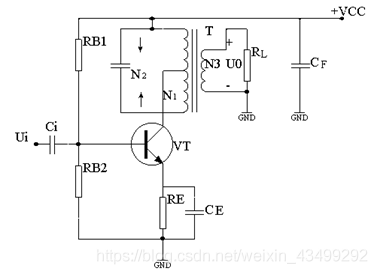 +VCC
RB1
T
N2
N1
N3
U0
+
-
RL
CF
GND
GND
Ui
Ci
VT
RB2
RE
CE
GND
https://blog.csdn.net/weixin_43499292